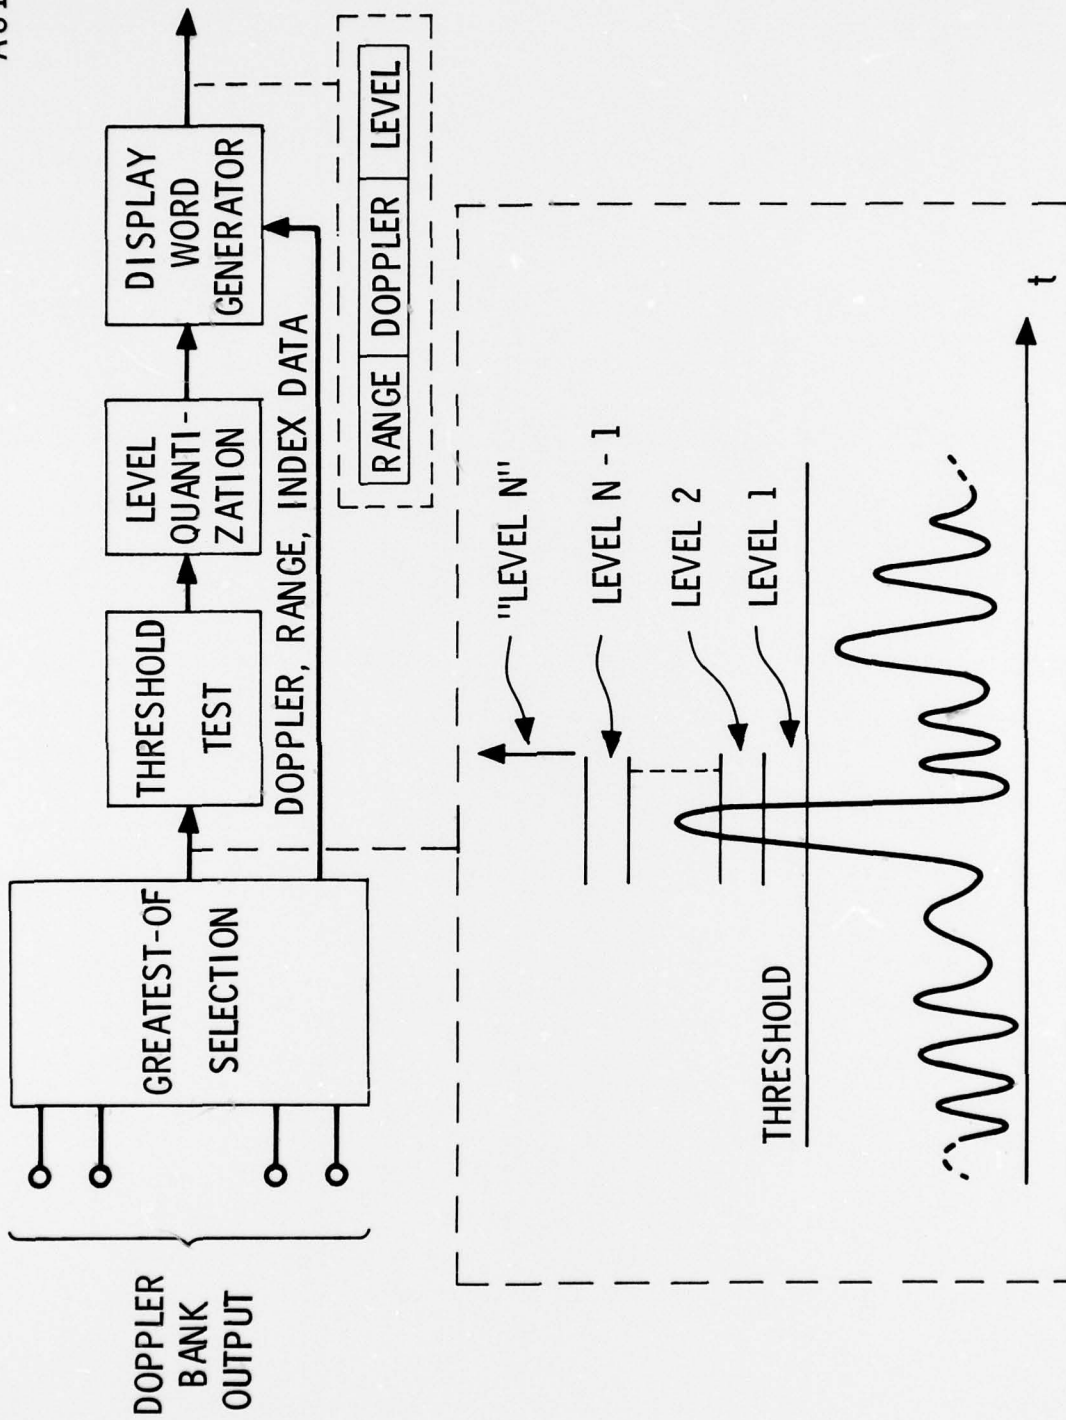 DOPPLER
BANK
OUTPUT
GREATEST-OF
SELECTION
THRESHOLD
TEST
LEVEL
QUANTI-
ZATION
DISPLAY
WORD
GENERATOR
DOPPLER, RANGE, INDEX DATA
RANGE DOPPLER LEVEL
"LEVEL N"
LEVEL N - 1
LEVEL 2
LEVEL 1
THRESHOLD
t